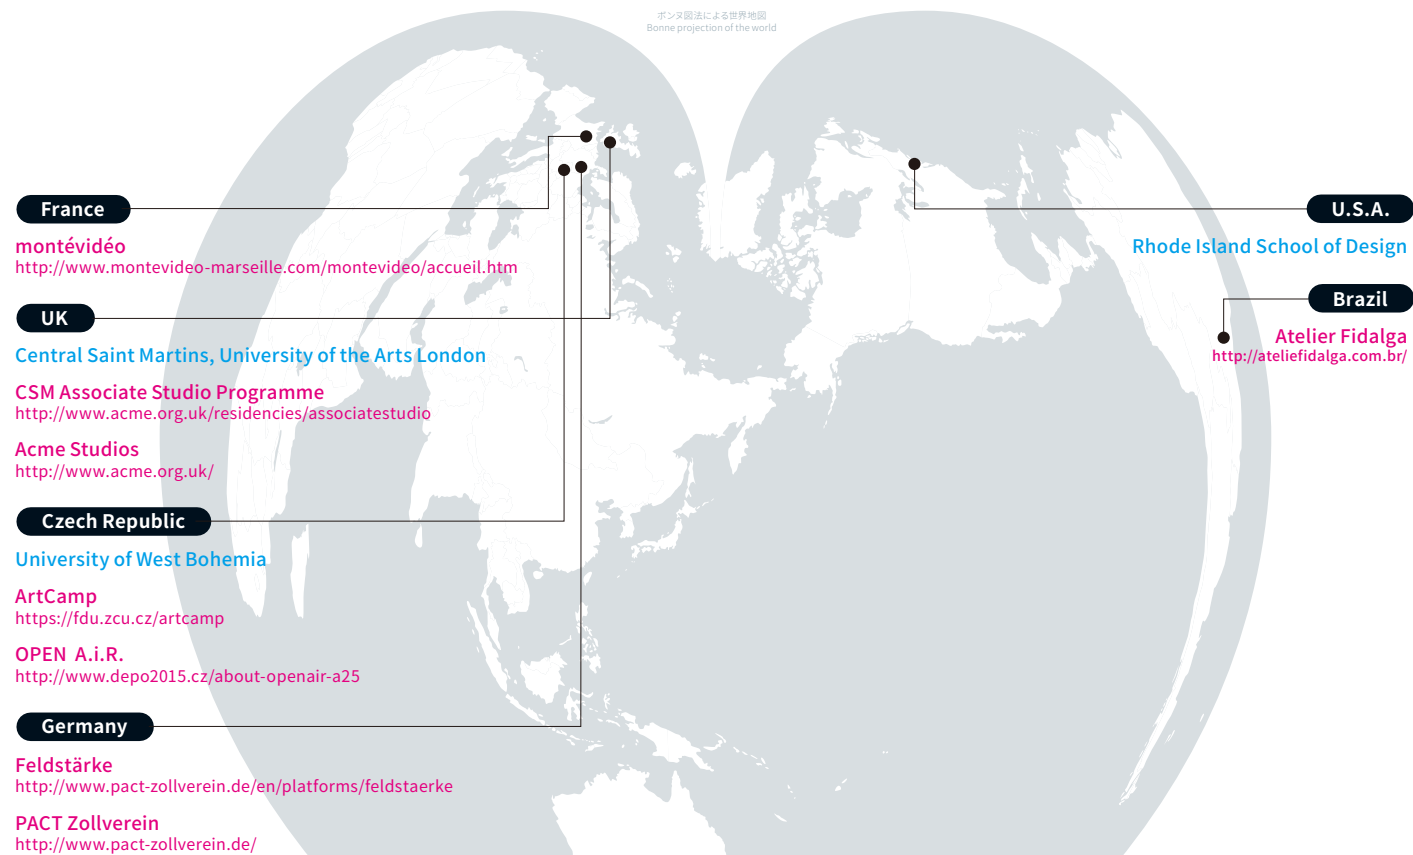 ボンヌ図法による世界地図
Bonne projection of the world
France
montévidéo
http://www.montevideo-marseille.com/montevideo/accueil.htm
UK
Central Saint Martins, University of the Arts London
CSM Associate Studio Programme
http://www.acme.org.uk/residencies/associatestudio
Acme Studios
http://www.acme.org.uk/
Czech Republic
University of West Bohemia
ArtCamp
https://fdu.zcu.cz/artcamp
OPEN A.i.R.
http://www.depo2015.cz/about-openair-a25
Germany
Feldstärke
http://www.pact-zollverein.de/en/platforms/feldstaerke
PACT Zollverein
http://www.pact-zollverein.de/
U.S.A.
Rhode Island School of Design
Brazil
Atelier Fidalga
http://ateliefidalga.com.br/